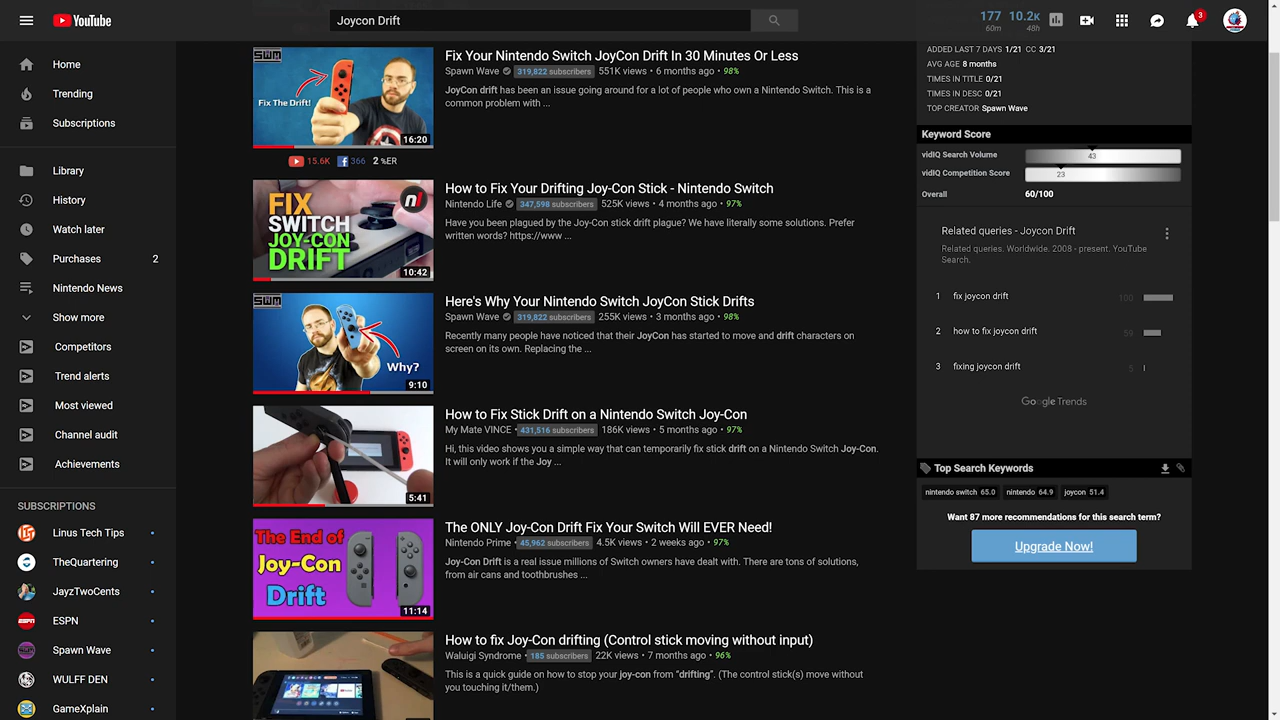 YouTube
Joycon Drift
177
60m
10.2K
48h
3
Home
Trending
Subscriptions
Library
History
Watch later
Purchases 2
Nintendo News
Show more
Competitors
Trend alerts
Most viewed
Channel audit
Achievements
SUBSCRIPTIONS
Linus Tech Tips
TheQuartering
JayzTwoCents
ESPN
Spawn Wave
WULFF DEN
GameXplain
Fix The Drift!
16:20
15.6K 366 2 %ER
Fix Your Nintendo Switch JoyCon Drift In 30 Minutes Or Less
Spawn Wave 319,822 subscribers 551K views • 6 months ago • 98%
JoyCon drift has been an issue going around for a lot of people who own a Nintendo Switch. This is a
common problem with ...
FIX
SWITCH
JOY-CON
DRIFT
10:42
How to Fix Your Drifting Joy-Con Stick - Nintendo Switch
Nintendo Life 347,598 subscribers 525K views • 4 months ago • 97%
Have you been plagued by the Joy-Con stick drift plague? We have literally some solutions. Prefer
written words? https://www ...
Why?
9:10
Here's Why Your Nintendo Switch JoyCon Stick Drifts
Spawn Wave 319,822 subscribers 255K views • 3 months ago • 98%
Recently many people have noticed that their JoyCon has started to move and drift characters on
screen on its own. Replacing the ...
5:41
How to Fix Stick Drift on a Nintendo Switch Joy-Con
My Mate VINCE • 431,516 subscribers 186K views • 5 months ago • 97%
Hi, this video shows you a simple way that can temporarily fix stick drift on a Nintendo Switch Joy-Con.
It will only work if the Joy ...
The End of
Joy-Con
Drift
11:14
The ONLY Joy-Con Drift Fix Your Switch Will EVER Need!
Nintendo Prime • 45,962 subscribers 4.5K views • 2 weeks ago • 97%
Joy-Con Drift is a real issue millions of Switch owners have dealt with. There are tons of solutions,
from air cans and toothbrushes ...
How to fix Joy-Con drifting (Control stick moving without input)
Waluigi Syndrome • 185 subscribers 22K views • 7 months ago • 96%
This is a quick guide on how to stop your joy-con from "drifting". (The control stick(s) move without
you touching it/them.)
ADDED LAST 7 DAYS 1/21 CC 3/21
AVG AGE 8 months
TIMES IN TITLE 0/21
TIMES IN DESC 0/21
TOP CREATOR Spawn Wave
Keyword Score
vidIQ Search Volume 43
vidIQ Competition Score 23
Overall 60/100
Related queries - Joycon Drift
Related queries. Worldwide. 2008 - present. YouTube
Search.
1 fix joycon drift 100
2 how to fix joycon drift 59
3 fixing joycon drift 5
Google Trends
Top Search Keywords
nintendo switch 65.0 nintendo 64.9 joycon 51.4
Want 87 more recommendations for this search term?
Upgrade Now!